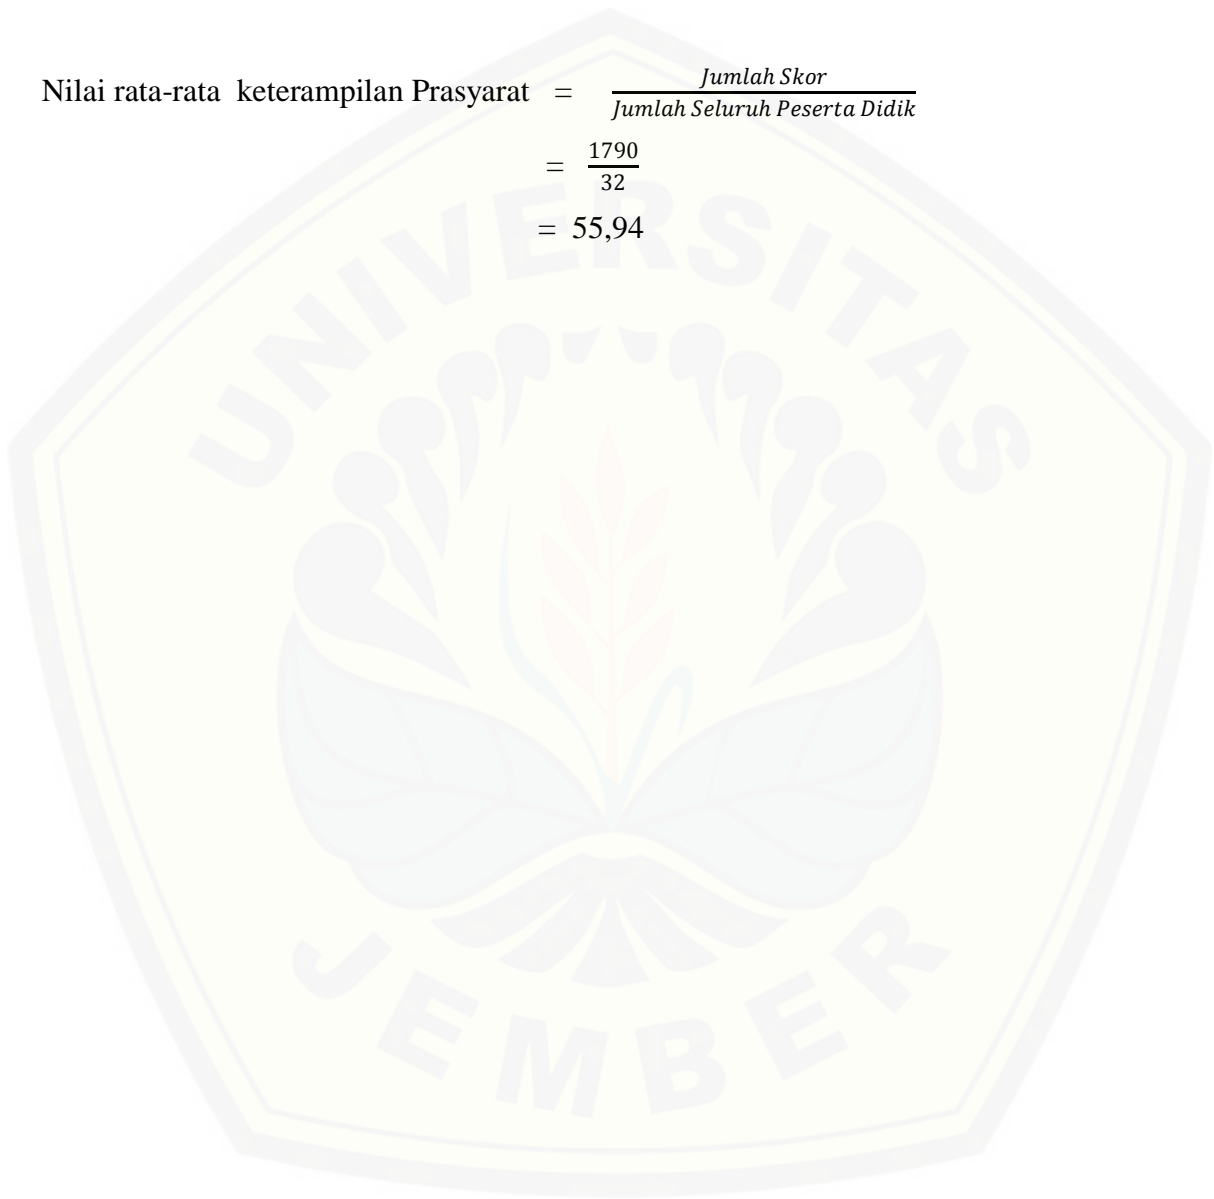 Nilai rata-rata keterampilan Prasyarat = Jumlah Skor / Jumlah Seluruh Peserta Didik
= 1790 / 32
= 55,94
UNIVERSITAS
JEMBER